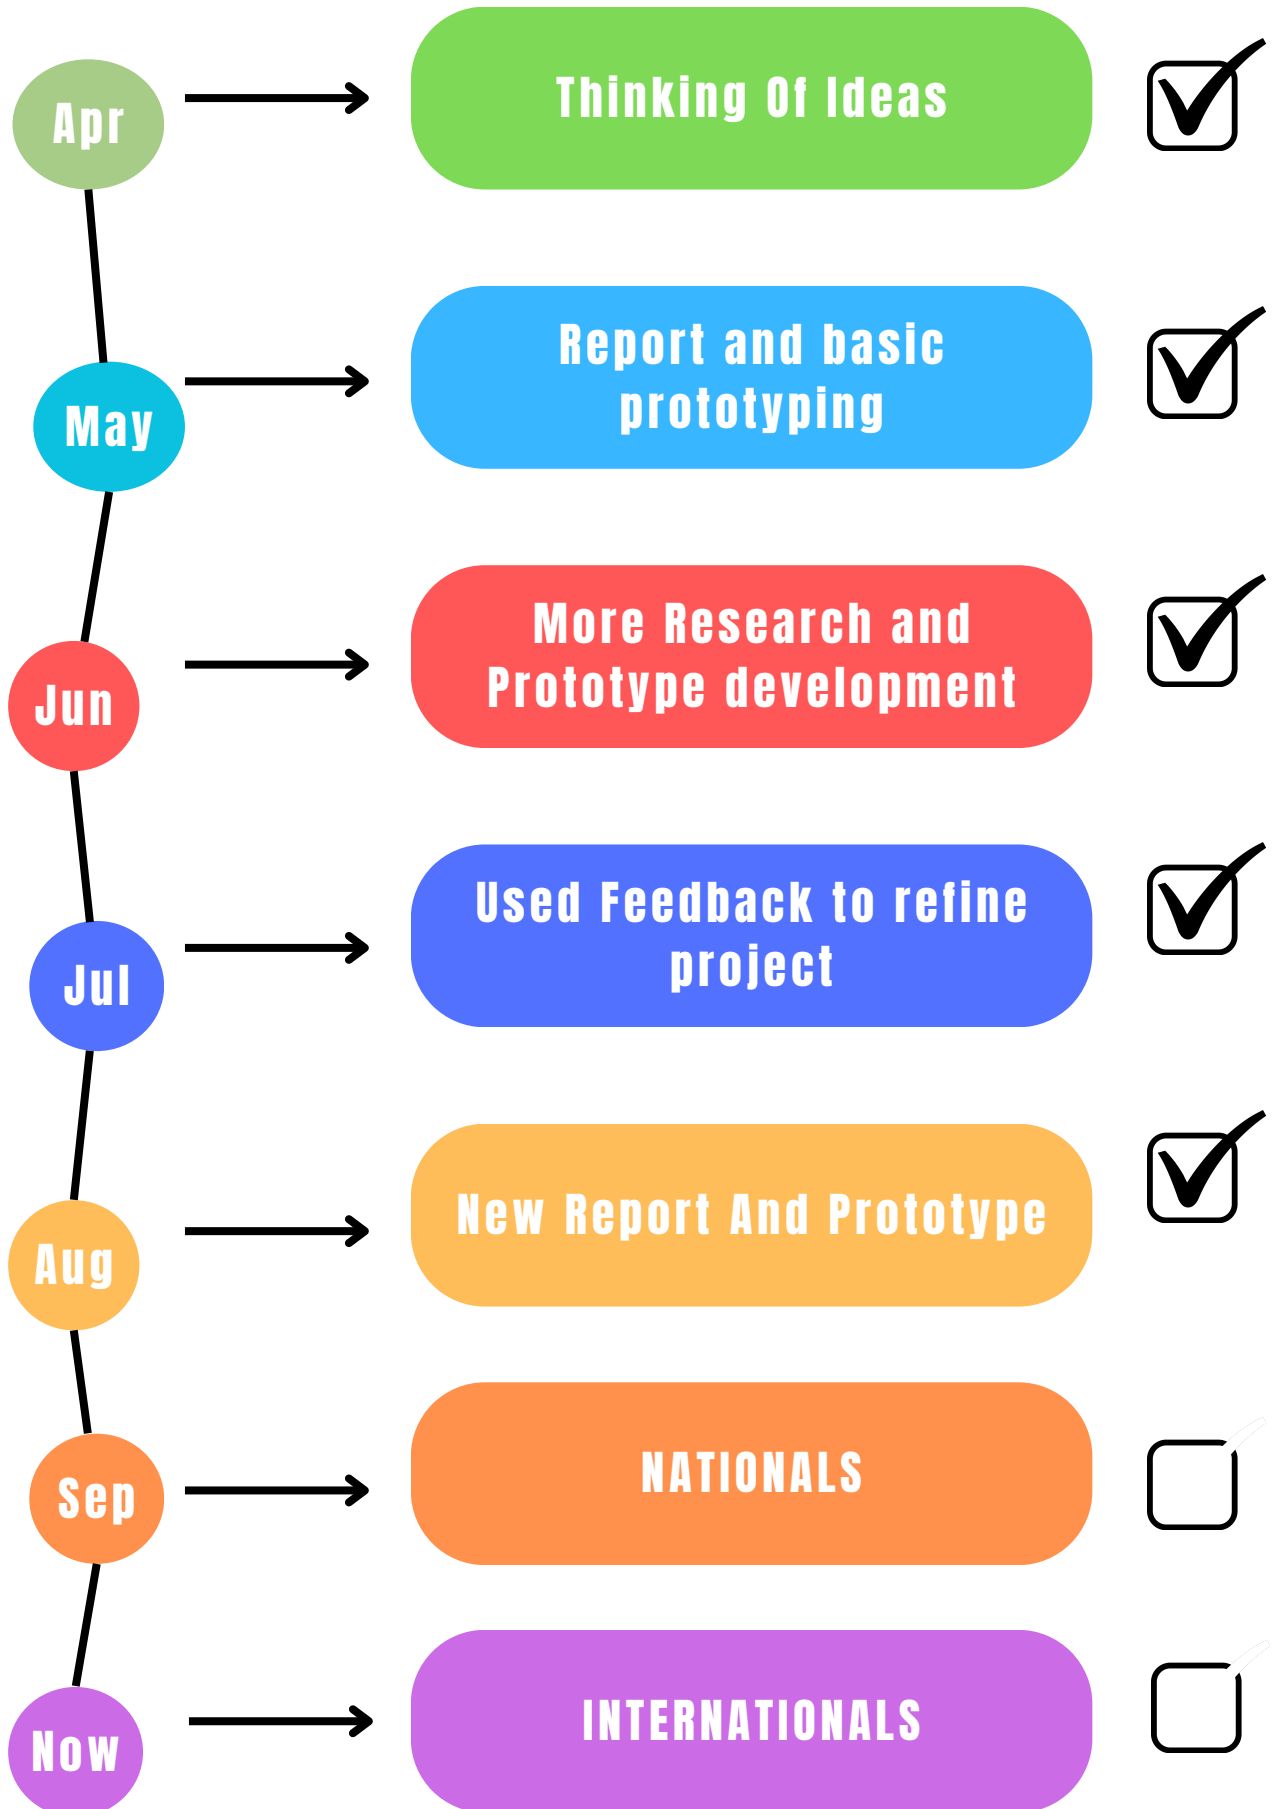 Apr
Thinking Of Ideas
May
Report and basic
prototyping
Jun
More Research and
Prototype development
Jul
Used Feedback to refine
project
Aug
New Report And Prototype
Sep
NATIONALS
Now
INTERNATIONALS